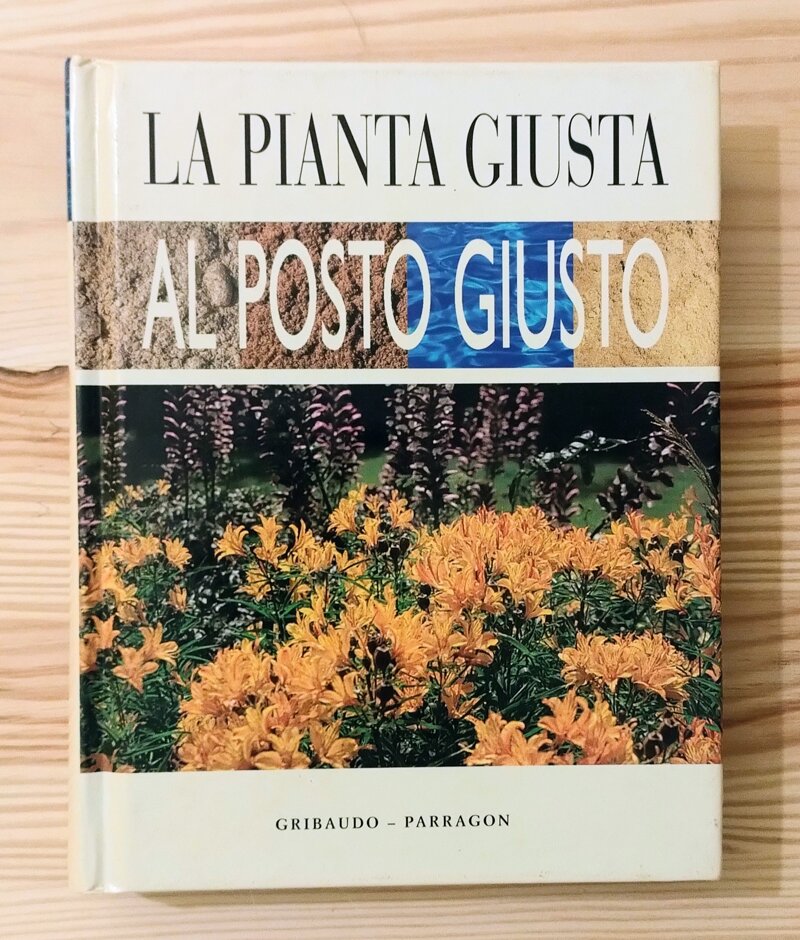 LA PIANTA GIUSTA
AL POSTO GIUSTO
GRIBAUDO – PARRAGON